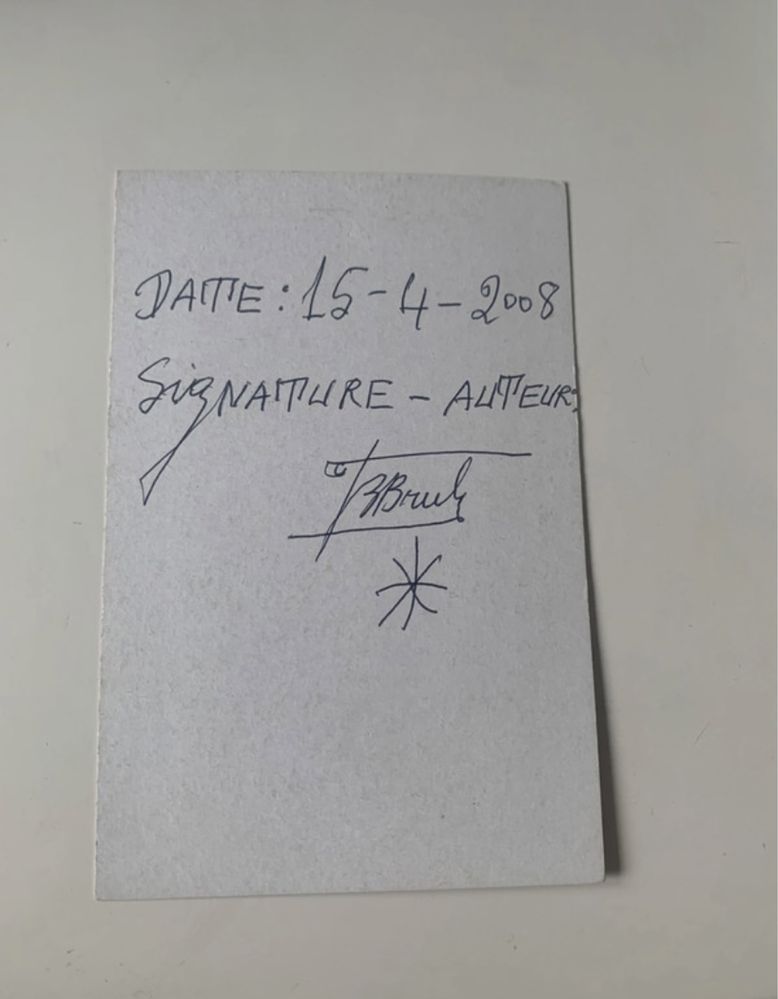 DATE : 15-4-2008
SIGNATURE - AUTEUR: